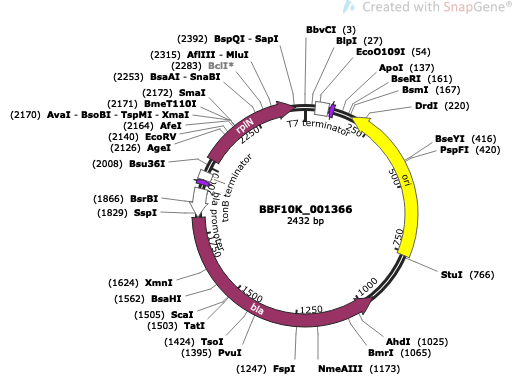 Created with SnapGene®
(2392) BspQI - SapI
(2315) AflIII - MluI
(2283) BclI*
(2253) BsaAI - SnaBI
(2172) SmaI
(2171) BmeT110I
(2170) AvaI - BsoBI - TspMI - XmaI
(2164) AfeI
(2140) EcoRV
(2126) AgeI
(2008) Bsu36I
(1866) BsrBI
(1829) SspI
(1624) XmnI
(1562) BsaHI
(1505) ScaI
(1503) TatI
(1424) TsoI
(1395) PvuI
(1247) FspI
BbvCI (3)
BlpI (27)
EcoO109I (54)
ApoI (137)
BseRI (161)
BsmI (167)
DrdI (220)
BseYI (416)
PspFI (420)
StuI (766)
AhdI (1025)
BmrI (1065)
NmeAIII (1173)
T7 terminator
rplN
tonB terminator
bla promoter
bla
ori
250
500
750
1000
1250
1500
1750
2250
BBF10K_001366
2432 bp